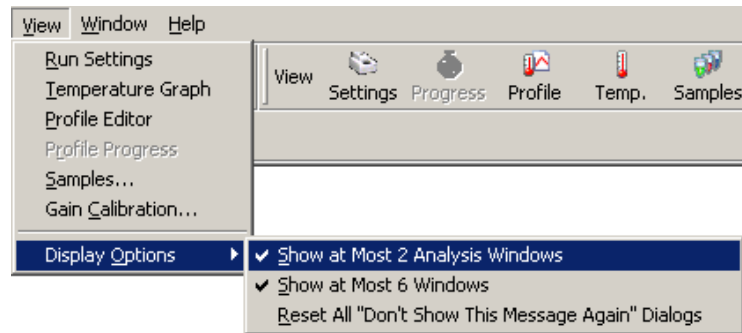 View Window Help
Run Settings
Temperature Graph
Profile Editor
Profile Progress
Samples...
Gain Calibration...
Display Options
View
Settings Progress Profile Temp. Samples
Show at Most 2 Analysis Windows
Show at Most 6 Windows
Reset All "Don't Show This Message Again" Dialogs